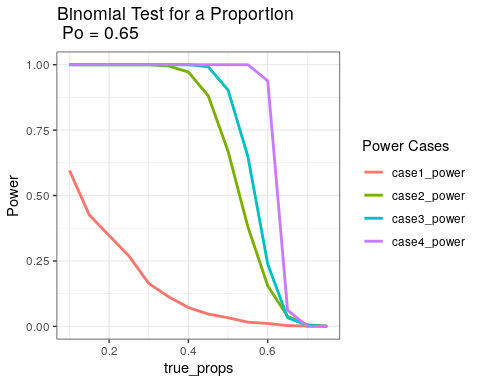 Binomial Test for a Proportion
Po = 0.65
1.00
0.75
0.50
0.25
0.00
Power
0.2
0.4
0.6
true_props
Power Cases
case1_power
case2_power
case3_power
case4_power